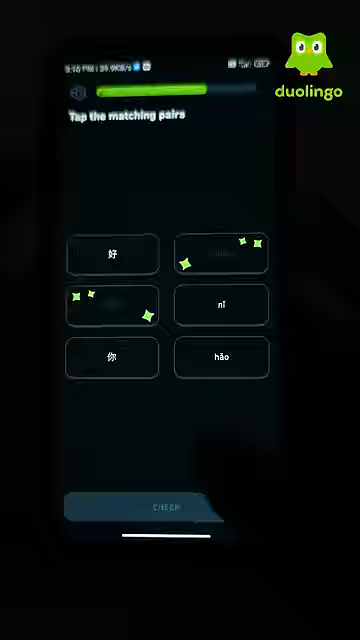 duolingo
Tap the matching pairs
好
nǐ
你
hǎo
CHECK